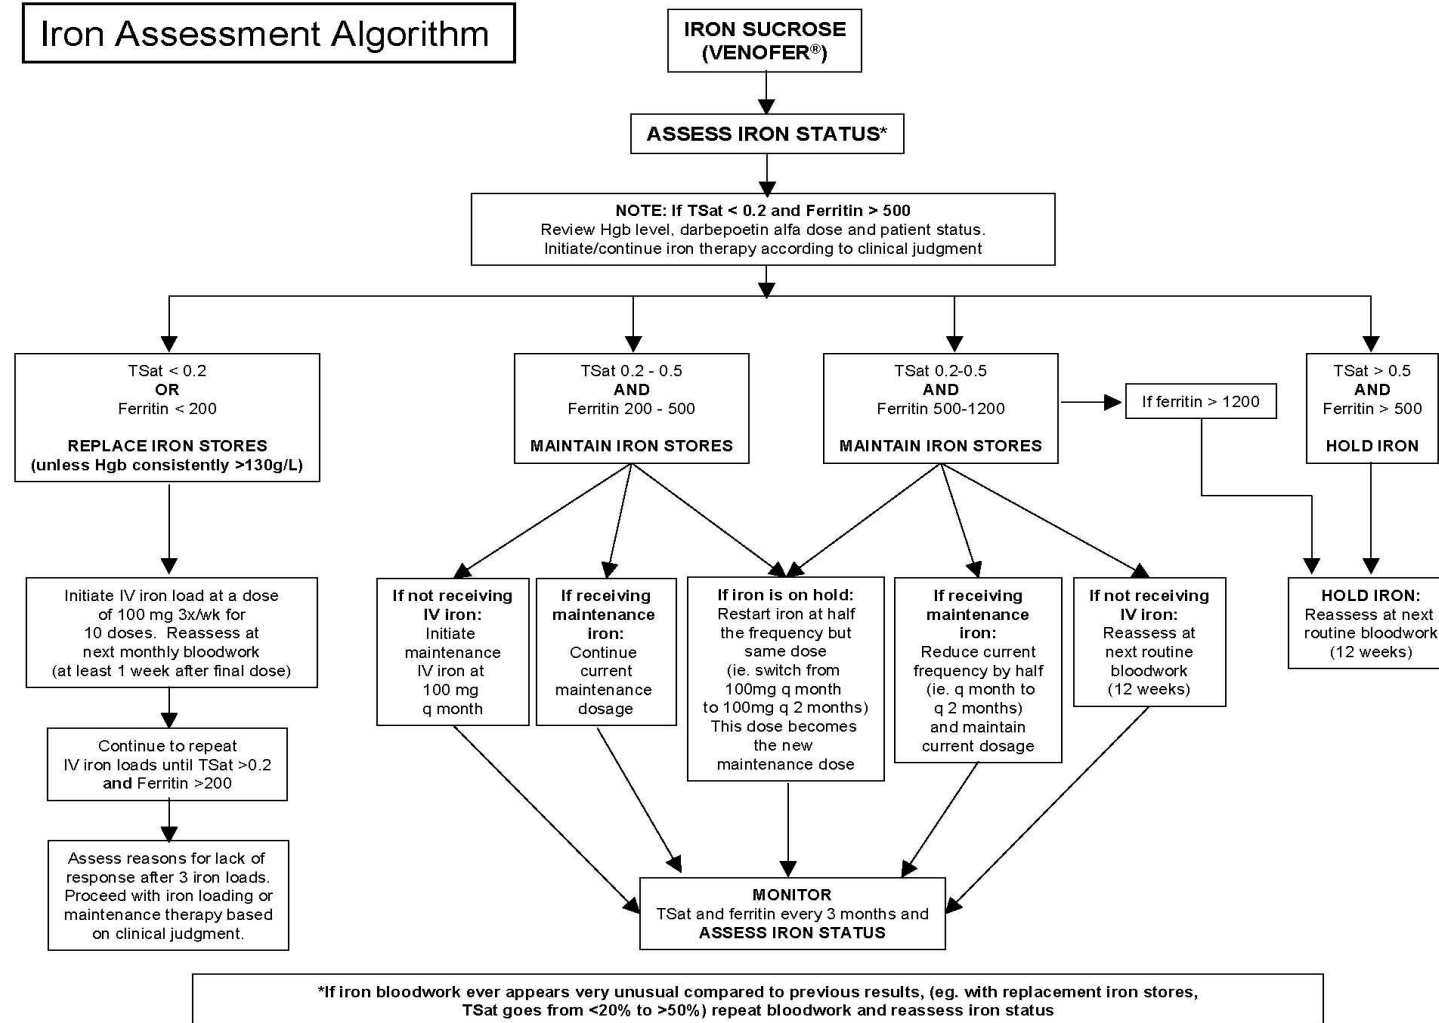 Iron Assessment Algorithm
IRON SUCROSE
(VENOFER®)
ASSESS IRON STATUS*
NOTE: If TSat < 0.2 and Ferritin > 500
Review Hgb level, darbepoetin alfa dose and patient status.
Initiate/continue iron therapy according to clinical judgment
TSat < 0.2
OR
Ferritin < 200
REPLACE IRON STORES
(unless Hgb consistently >130g/L)
TSat 0.2 - 0.5
AND
Ferritin 200 - 500
MAINTAIN IRON STORES
TSat 0.2-0.5
AND
Ferritin 500-1200
MAINTAIN IRON STORES
If ferritin > 1200
TSat > 0.5
AND
Ferritin > 500
HOLD IRON
Initiate IV iron load at a dose
of 100 mg 3x/wk for
10 doses. Reassess at
next monthly bloodwork
(at least 1 week after final dose)
If not receiving
IV iron:
Initiate
maintenance
IV iron at
100 mg
q month
If receiving
maintenance
iron:
Continue
current
maintenance
dosage
If iron is on hold:
Restart iron at half
the frequency but
same dose
(ie. switch from
100mg q month
to 100mg q 2 months)
This dose becomes
the new
maintenance dose
If receiving
maintenance
iron:
Reduce current
frequency by half
(ie. q month to
q 2 months)
and maintain
current dosage
If not receiving
IV iron:
Reassess at
next routine
bloodwork
(12 weeks)
HOLD IRON:
Reassess at next
routine bloodwork
(12 weeks)
Continue to repeat
IV iron loads until TSat >0.2
and Ferritin >200
Assess reasons for lack of
response after 3 iron loads.
Proceed with iron loading or
maintenance therapy based
on clinical judgment.
MONITOR
TSat and ferritin every 3 months and
ASSESS IRON STATUS
*If iron bloodwork ever appears very unusual compared to previous results, (eg. with replacement iron stores,
TSat goes from <20% to >50%) repeat bloodwork and reassess iron status